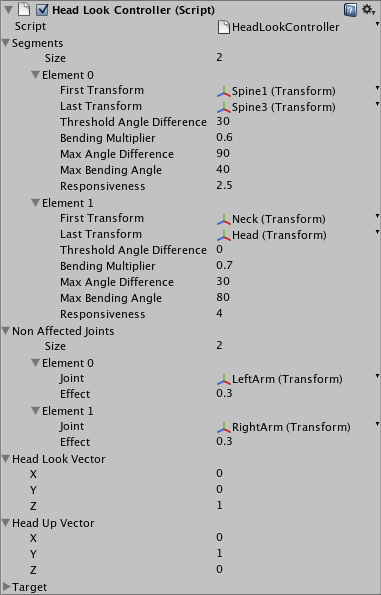 Head Look Controller (Script)
Script HeadLookController
Segments
Size 2
Element 0
First Transform Spine1 (Transform)
Last Transform Spine3 (Transform)
Threshold Angle Difference 30
Bending Multiplier 0.6
Max Angle Difference 90
Max Bending Angle 40
Responsiveness 2.5
Element 1
First Transform Neck (Transform)
Last Transform Head (Transform)
Threshold Angle Difference 0
Bending Multiplier 0.7
Max Angle Difference 30
Max Bending Angle 80
Responsiveness 4
Non Affected Joints
Size 2
Element 0
Joint LeftArm (Transform)
Effect 0.3
Element 1
Joint RightArm (Transform)
Effect 0.3
Head Look Vector
X 0
Y 0
Z 1
Head Up Vector
X 0
Y 1
Z 0
Target